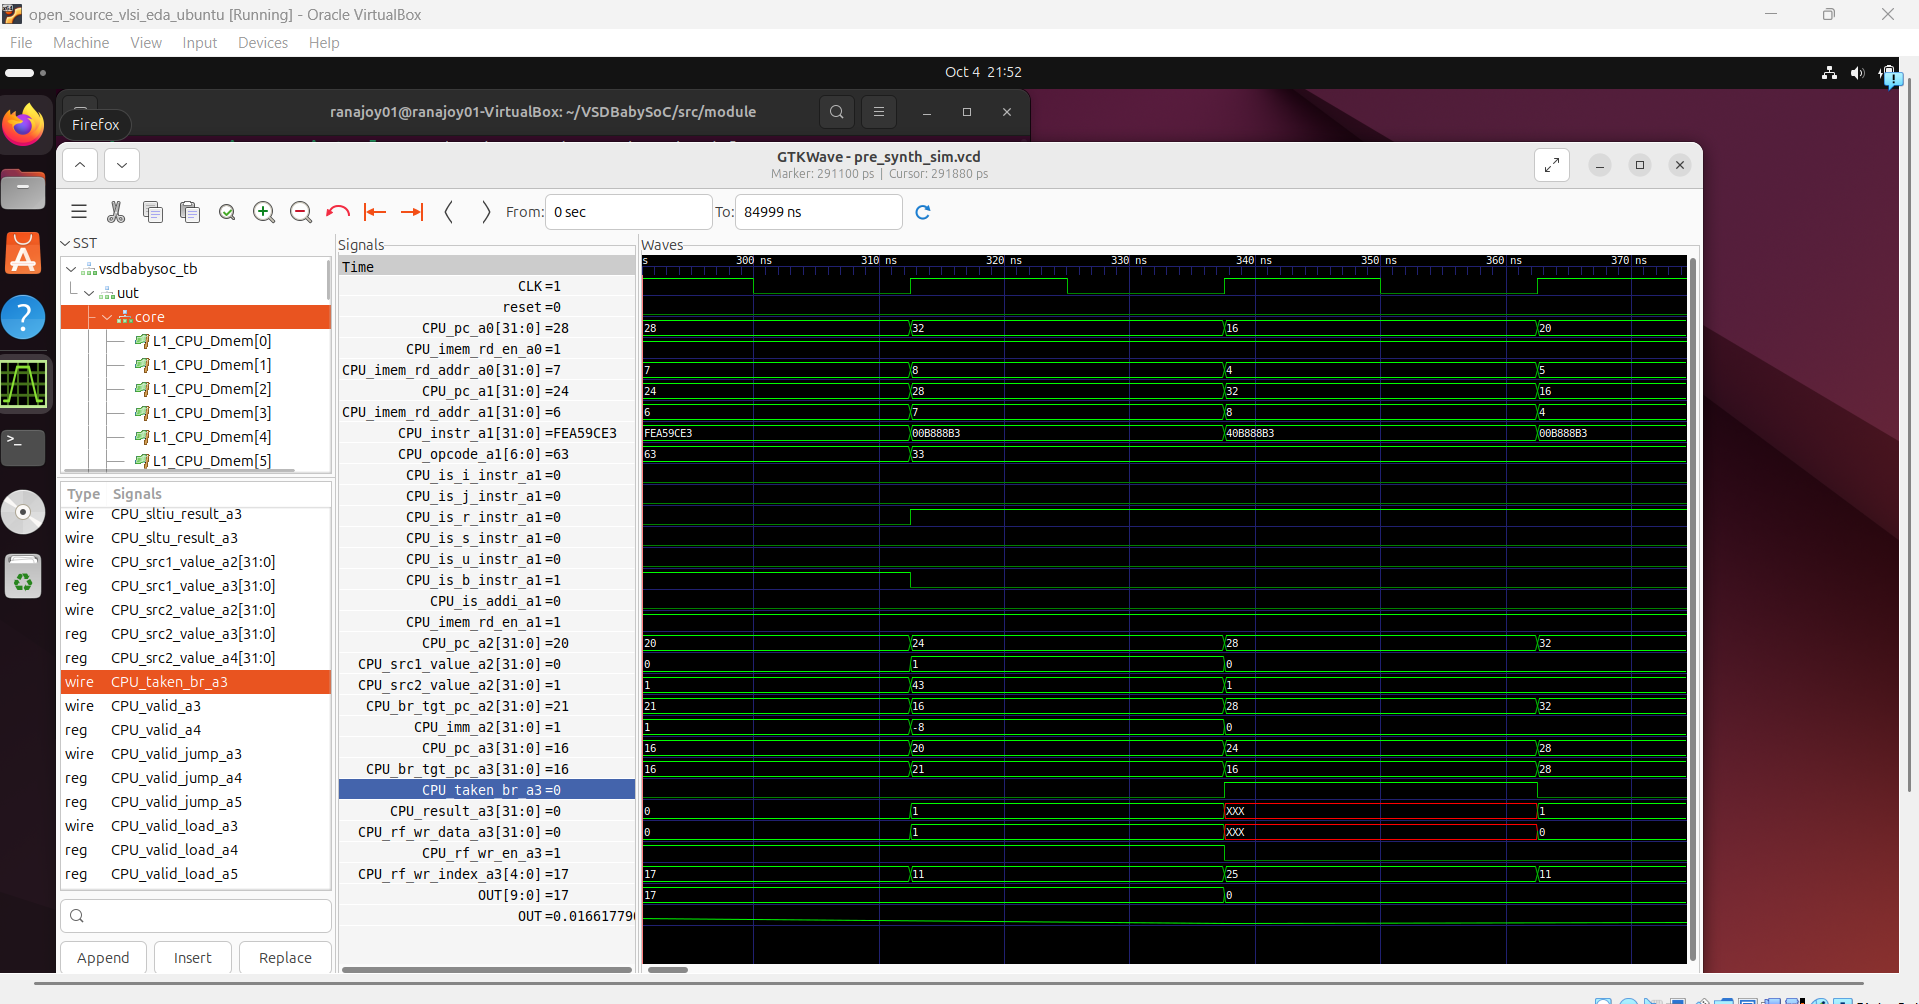 open_source_vlsi_eda_ubuntu [Running] - Oracle VirtualBox
File Machine View Input Devices Help
Oct 4 21:52
ranajoy01@ranajoy01-VirtualBox: ~/VSDBabySoC/src/module
Firefox
GTKWave - pre_synth_sim.vcd
Marker: 291100 ps | Cursor: 291880 ps
From: 0 sec To: 84999 ns
SST
vsdbabysoc_tb
uut
core
L1_CPU_Dmem[0]
L1_CPU_Dmem[1]
L1_CPU_Dmem[2]
L1_CPU_Dmem[3]
L1_CPU_Dmem[4]
L1_CPU_Dmem[5]
Type Signals
wire CPU_sltiu_result_a3
wire CPU_sltu_result_a3
wire CPU_src1_value_a2[31:0]
reg CPU_src1_value_a3[31:0]
wire CPU_src2_value_a2[31:0]
reg CPU_src2_value_a3[31:0]
reg CPU_src2_value_a4[31:0]
wire CPU_taken_br_a3
wire CPU_valid_a3
reg CPU_valid_a4
wire CPU_valid_jump_a3
reg CPU_valid_jump_a4
reg CPU_valid_jump_a5
wire CPU_valid_load_a3
reg CPU_valid_load_a4
reg CPU_valid_load_a5
Append Insert Replace
Signals
Time
CLK=1
reset=0
CPU_pc_a0[31:0]=28
CPU_imem_rd_en_a0=1
CPU_imem_rd_addr_a0[31:0]=7
CPU_pc_a1[31:0]=24
CPU_imem_rd_addr_a1[31:0]=6
CPU_instr_a1[31:0]=FEA59CE3
CPU_opcode_a1[6:0]=63
CPU_is_i_instr_a1=0
CPU_is_j_instr_a1=0
CPU_is_r_instr_a1=0
CPU_is_s_instr_a1=0
CPU_is_u_instr_a1=0
CPU_is_b_instr_a1=1
CPU_is_addi_a1=0
CPU_imem_rd_en_a1=1
CPU_pc_a2[31:0]=20
CPU_src1_value_a2[31:0]=0
CPU_src2_value_a2[31:0]=1
CPU_br_tgt_pc_a2[31:0]=21
CPU_imm_a2[31:0]=1
CPU_pc_a3[31:0]=16
CPU_br_tgt_pc_a3[31:0]=16
CPU_taken_br_a3=0
CPU_result_a3[31:0]=0
CPU_rf_wr_data_a3[31:0]=0
CPU_rf_wr_en_a3=1
CPU_rf_wr_index_a3[4:0]=17
OUT[9:0]=17
OUT=0.01661779
Waves
s 300 ns 310 ns 320 ns 330 ns 340 ns 350 ns 360 ns 370 ns
28 32 16 20
7 8 4 5
24 28 32 16
6 7 8 4
FEA59CE3 00B888B3 40B888B3 00B888B3
63 33
20 24 28 32
0 1 0
1 43 1
21 16 28 32
1 -8 0
16 20 24 28
16 21 16 28
0 1 XXX 1
0 1 XXX 0
17 11 25 11
17 0